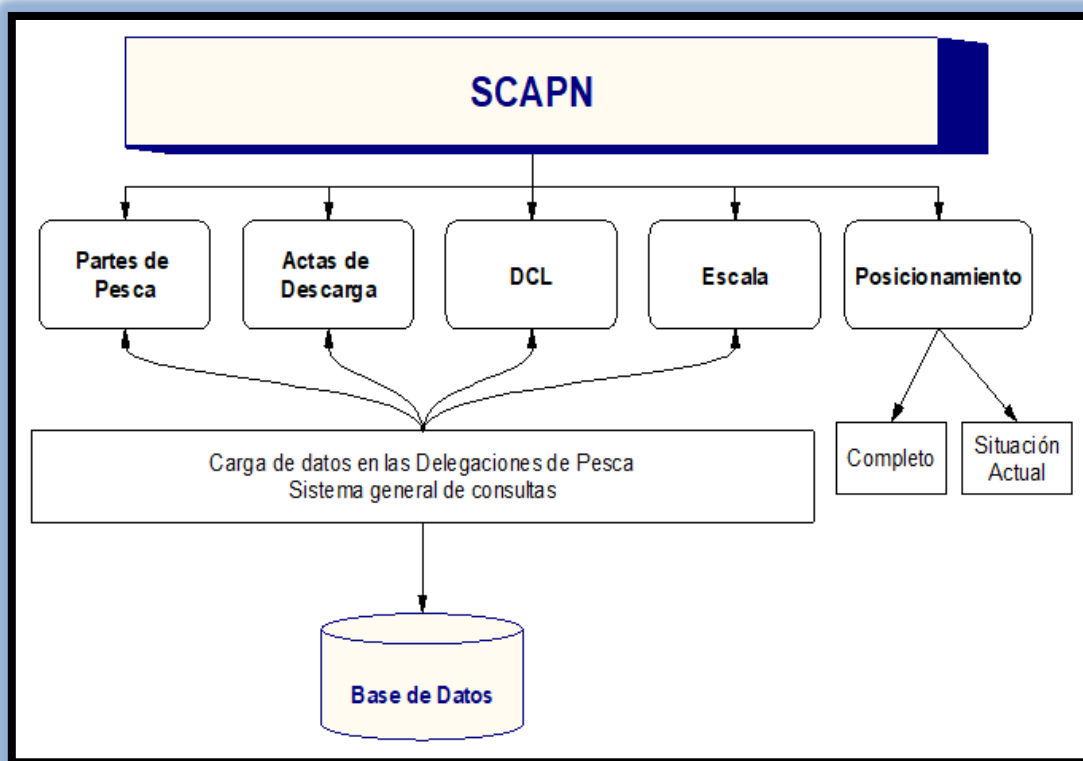 SCAPN
Partes de
Pesca
Actas de
Descarga
DCL
Escala
Posicionamiento
Carga de datos en las Delegaciones de Pesca
Sistema general de consultas
Completo
Situación
Actual
Base de Datos